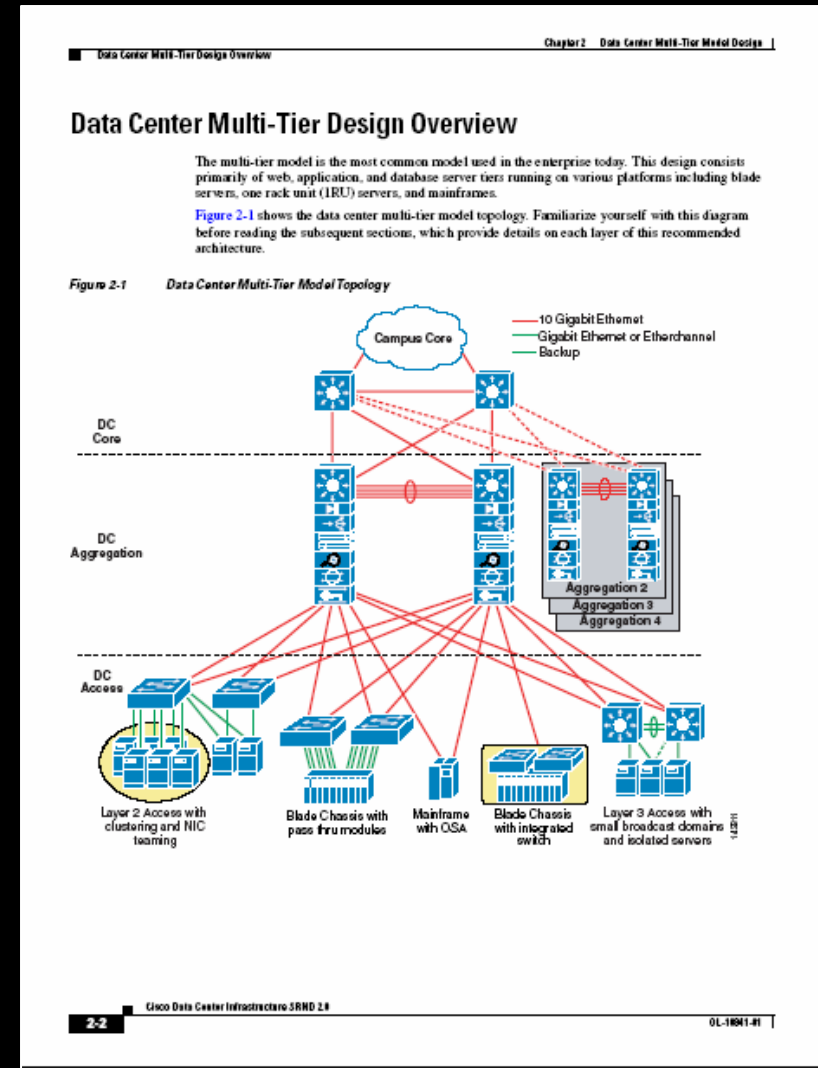 Chapter 2 Data Center Multi-Tier Model Design
Data Center Multi-Tier Design Overview
Data Center Multi-Tier Design Overview
The multi-tier model is the most common model used in the enterprise today. This design consists
primarily of web, application, and database server tiers running on various platforms including blade
servers, one rack unit (1RU) servers, and mainframes.
Figure 2-1 shows the data center multi-tier model topology. Familiarize yourself with this diagram
before reading the subsequent sections, which provide details on each layer of this recommended
architecture.
Figure 2-1 Data Center Multi-Tier Model Topology
10 Gigabit Ethernet
Gigabit Ethernet or Etherchannel
Backup
Campus Core
DC
Core
DC
Aggregation
Aggregation 2
Aggregation 3
Aggregation 4
DC
Access
Layer 2 Access with
clustering and NIC
teaming
Blade Chassis with
pass thru modules
Mainframe
with OSA
Blade Chassis
with integrated
switch
Layer 3 Access with
small broadcast domains
and isolated servers
Cisco Data Center Infrastructure SRND 2.0
2-2